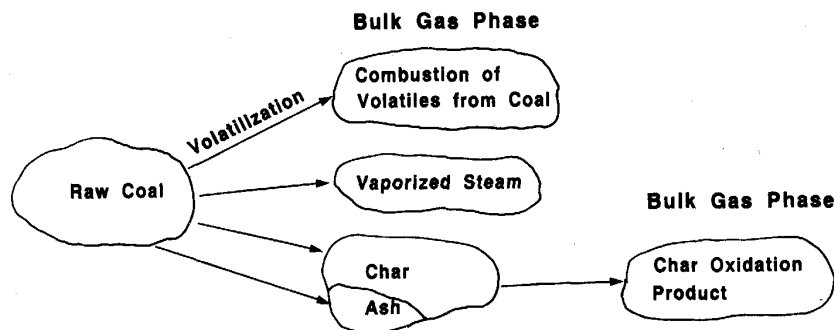 Bulk Gas Phase
Combustion of
Volatiles from Coal
Volatilization
Raw Coal
Vaporized Steam
Bulk Gas Phase
Char
Ash
Char Oxidation
Product